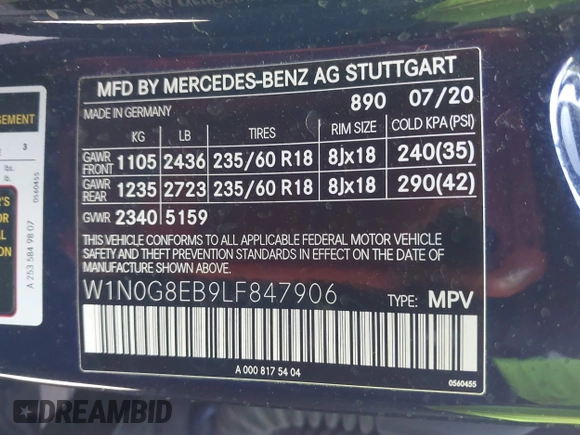 MFD BY MERCEDES-BENZ AG STUTTGART
MADE IN GERMANY 890 07/20
KG LB TIRES RIM SIZE COLD KPA(PSI)
GAWR FRONT 1105 2436 235/60 R18 8Jx18 240(35)
GAWR REAR 1235 2723 235/60 R18 8Jx18 290(42)
GVWR 2340 5159
THIS VEHICLE CONFORMS TO ALL APPLICABLE FEDERAL MOTOR VEHICLE
SAFETY AND THEFT PREVENTION STANDARDS IN EFFECT ON THE DATE OF
MANUFACTURE SHOWN ABOVE.
W1N0G8EB9LF847906 TYPE: MPV
A 000 817 54 04
0560455
3
0560455
A 253 584 98 07
DREAMBID